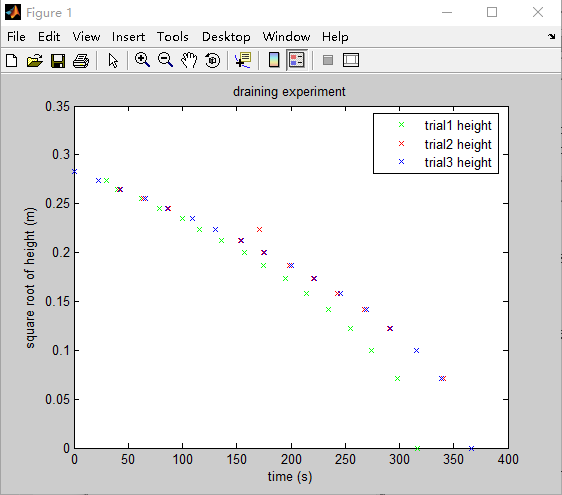 Figure 1
File Edit View Insert Tools Desktop Window Help
draining experiment
0.35
0.3
0.25
0.2
0.15
0.1
0.05
0
square root of height (m)
trial1 height
trial2 height
trial3 height
0 50 100 150 200 250 300 350 400
time (s)